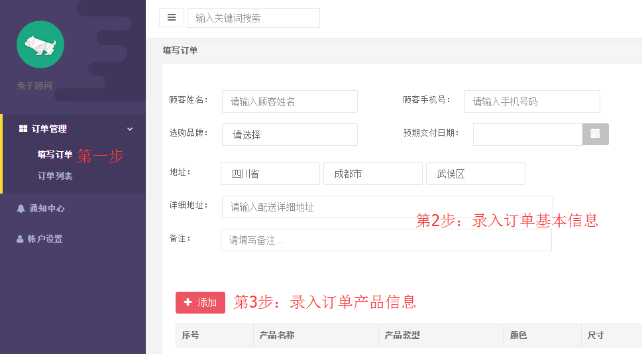 输入关键词搜索
兔子顾问
填写订单
订单管理
填写订单 第一步
订单列表
通知中心
帐户设置
顾客姓名： 请输入顾客姓名 顾客手机号： 请输入手机号码
选购品牌： 请选择 预期交付日期：
地址： 四川省 成都市 武侯区
详细地址： 请输入配送详细地址
第2步：录入订单基本信息
备注： 请填写备注...
添加 第3步：录入订单产品信息
序号 产品名称 产品类型 颜色 尺寸